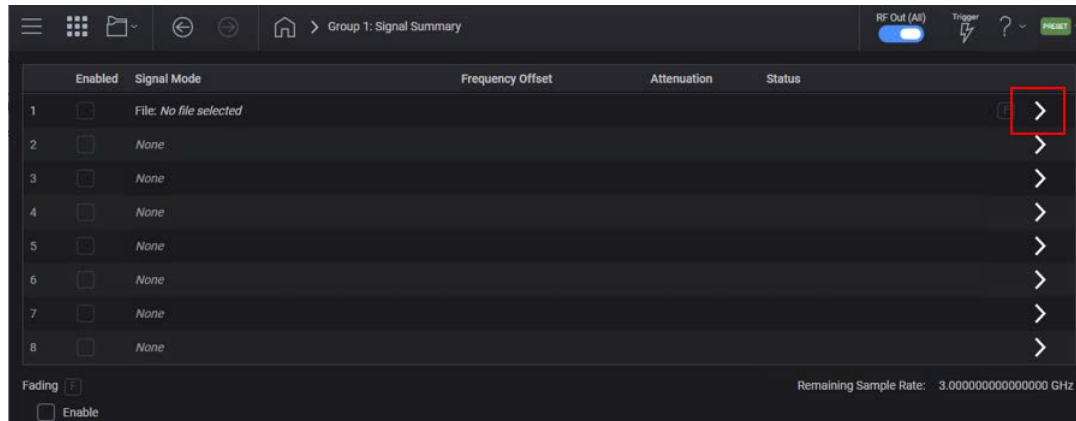 Group 1: Signal Summary RF Out (All) Trigger ? PRESET
Enabled Signal Mode Frequency Offset Attenuation Status
1 File: No file selected F
2 None
3 None
4 None
5 None
6 None
7 None
8 None
Fading F Remaining Sample Rate: 3.000000000000000 GHz
Enable